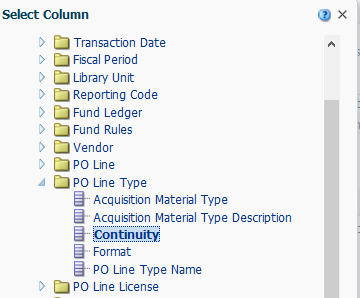 Select Column
Transaction Date
Fiscal Period
Library Unit
Reporting Code
Fund Ledger
Fund Rules
Vendor
PO Line
PO Line Type
Acquisition Material Type
Acquisition Material Type Description
Continuity
Format
PO Line Type Name
PO Line License